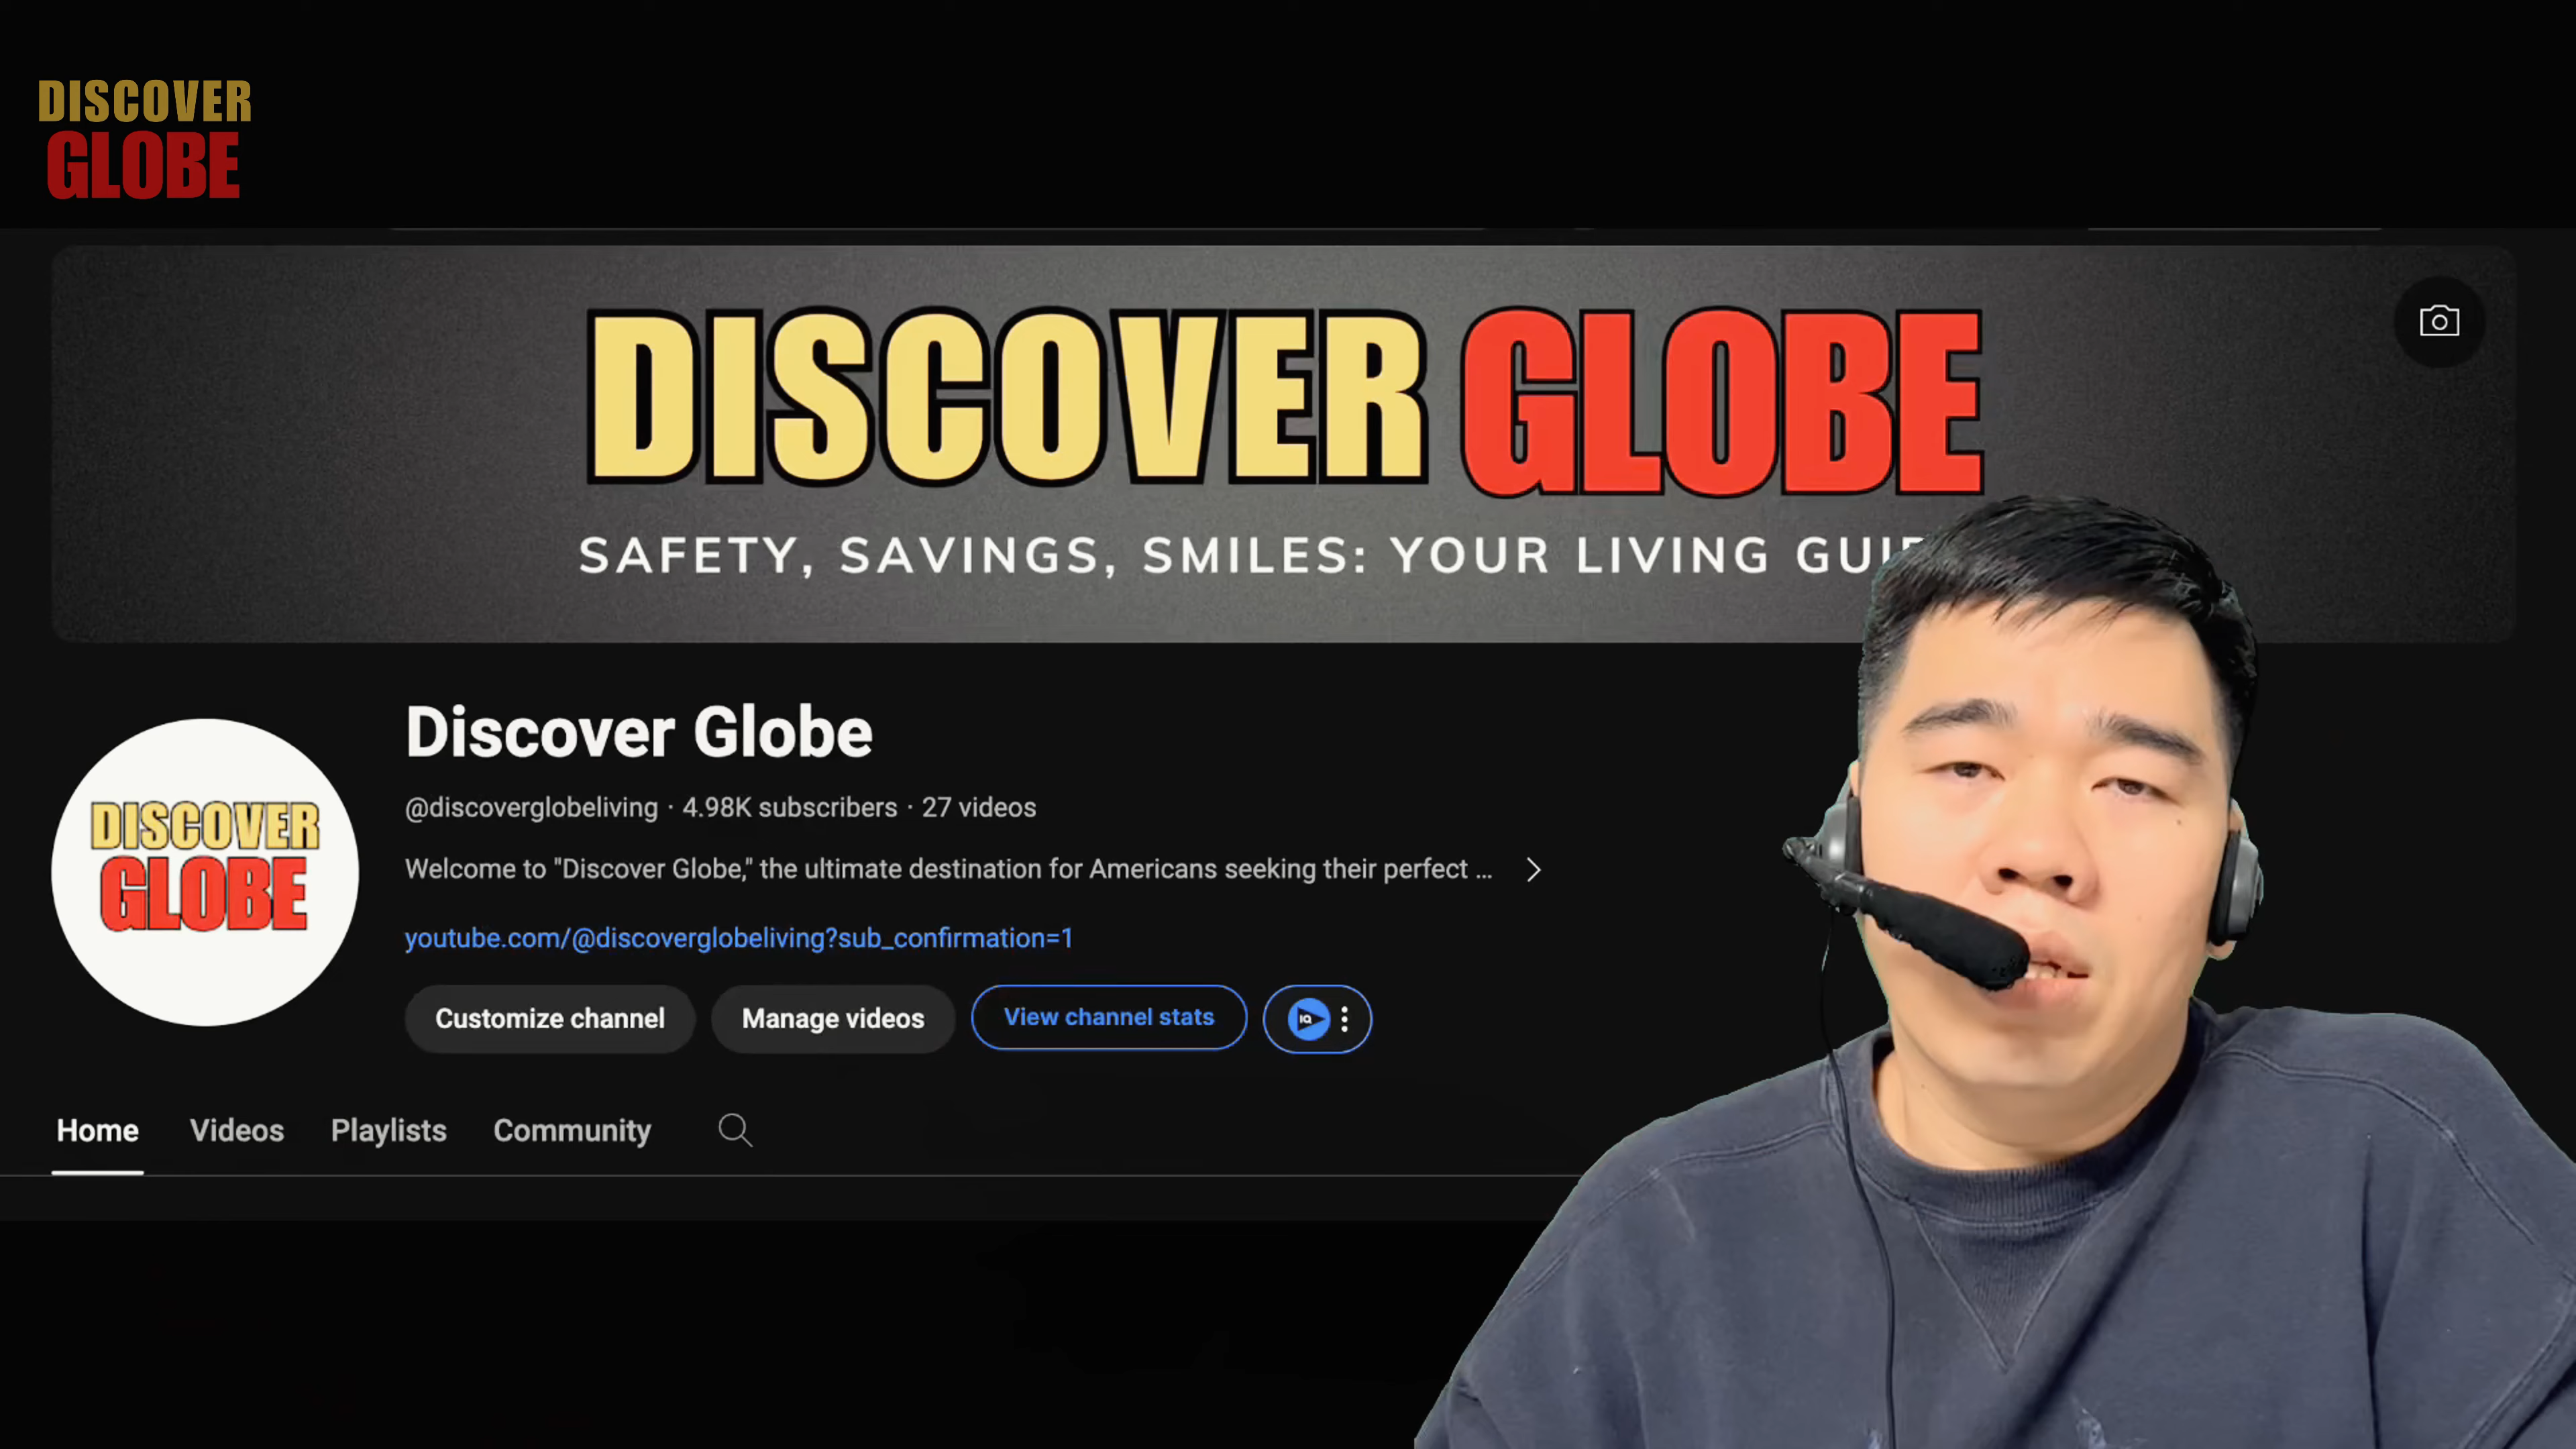 DISCOVER
GLOBE
DISCOVER GLOBE
SAFETY, SAVINGS, SMILES: YOUR LIVING
Discover Globe
@discoverglobeliving · 4.98K subscribers · 27 videos
Welcome to "Discover Globe," the ultimate destination for Americans seeking their perfect ...
youtube.com/@discoverglobeliving?sub_confirmation=1
DISCOVER
GLOBE
Customize channel Manage videos View channel stats IQ
Home Videos Playlists Community